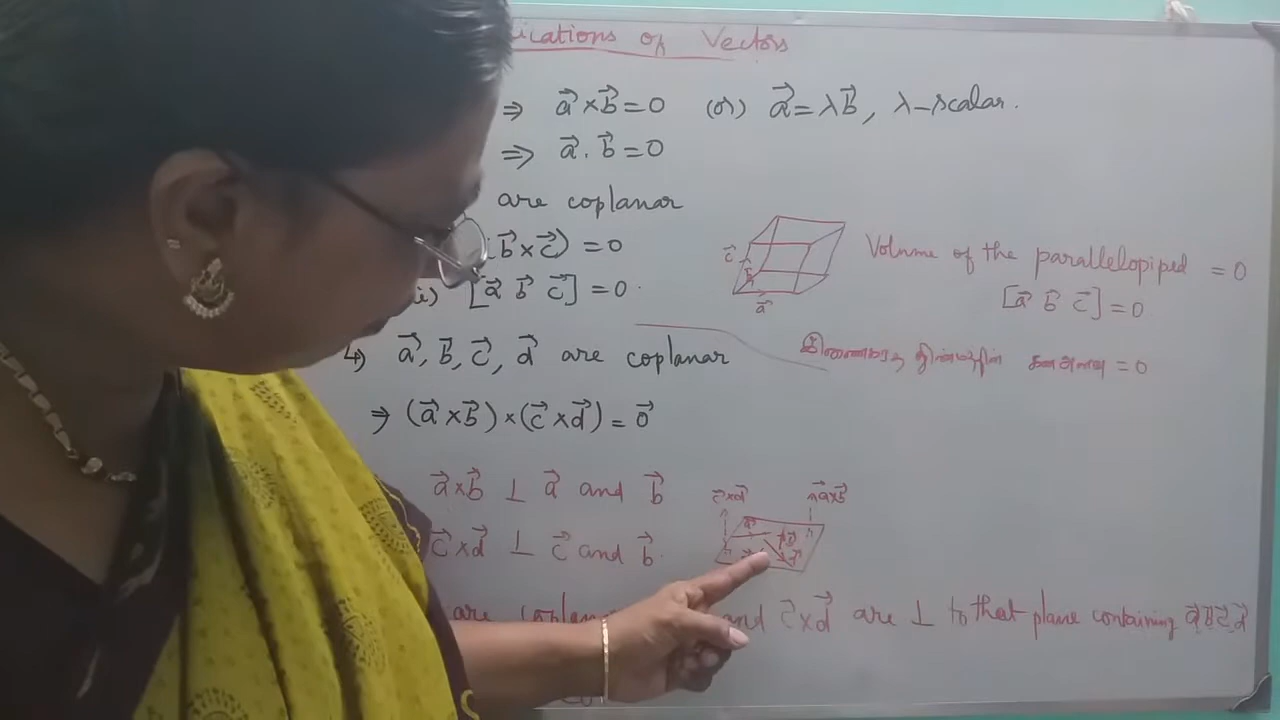 ications of Vectors
⇒ a⃗ × b⃗ = 0 (or) a⃗ = λb⃗, λ – scalar.
⇒ a⃗ . b⃗ = 0
are coplanar
(b⃗ × c⃗) = 0
[a⃗ b⃗ c⃗] = 0.
c⃗ b⃗ a⃗
Volume of the parallelopiped = 0
[a⃗ b⃗ c⃗] = 0
4) a⃗, b⃗, c⃗, d⃗ are coplanar
= 0
⇒ (a⃗ × b⃗) × (c⃗ × d⃗) = 0⃗
a⃗ × b⃗ ⊥ a⃗ and b⃗
c⃗ × d⃗ a⃗ × b⃗
c⃗ × d⃗ ⊥ c⃗ and b⃗.
are and c⃗ × d⃗ are ⊥ to that plane containing a⃗ b⃗ c⃗ d⃗